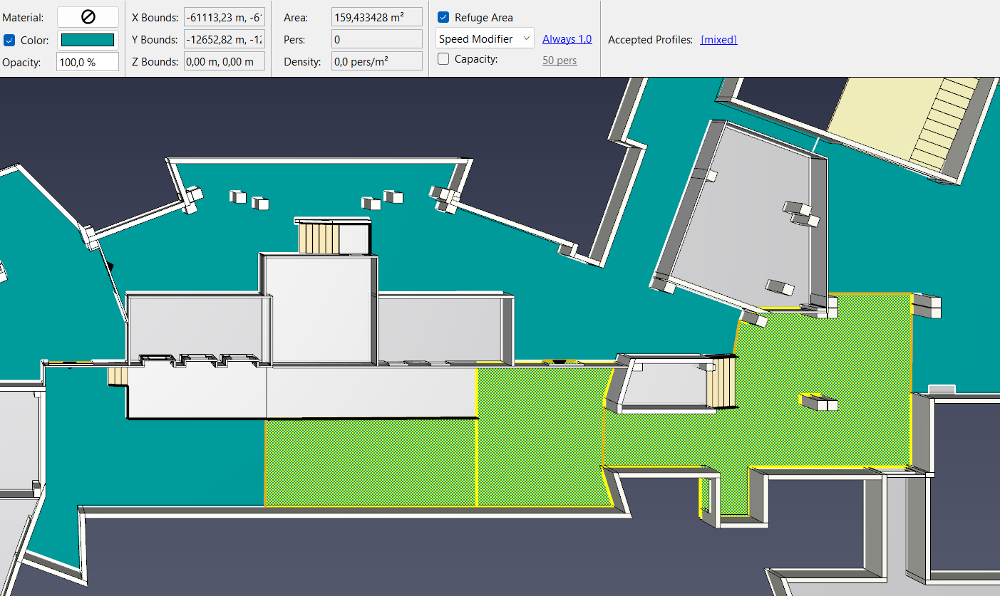 Material:
Color:
Opacity: 100,0 %
X Bounds: -61113,23 m, -6
Y Bounds: -12652,82 m, -1
Z Bounds: 0,00 m, 0,00 m
Area: 159,433428 m²
Pers: 0
Density: 0,0 pers/m²
Refuge Area
Speed Modifier Always 1,0
Capacity: 50 pers
Accepted Profiles: [mixed]